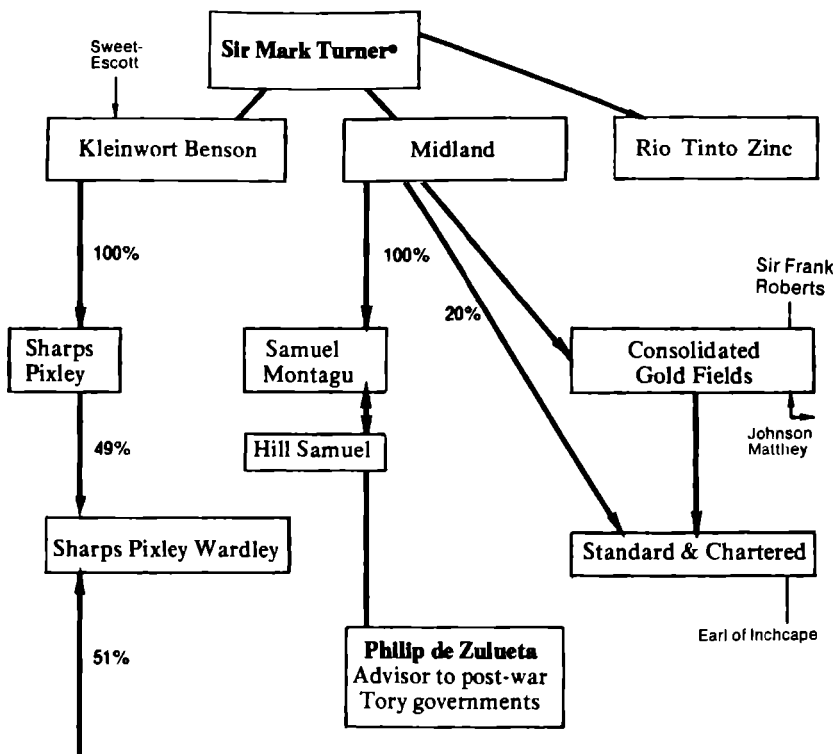 Sweet-
Escott
Sir Mark Turner•
Kleinwort Benson
Midland
Rio Tinto Zinc
100%
100%
20%
Sir Frank
Roberts
Sharps
Pixley
Samuel
Montagu
Consolidated
Gold Fields
Johnson
Matthey
49%
Hill Samuel
Sharps Pixley Wardley
Standard & Chartered
51%
Earl of Inchcape
Philip de Zulueta
Advisor to post-war
Tory governments